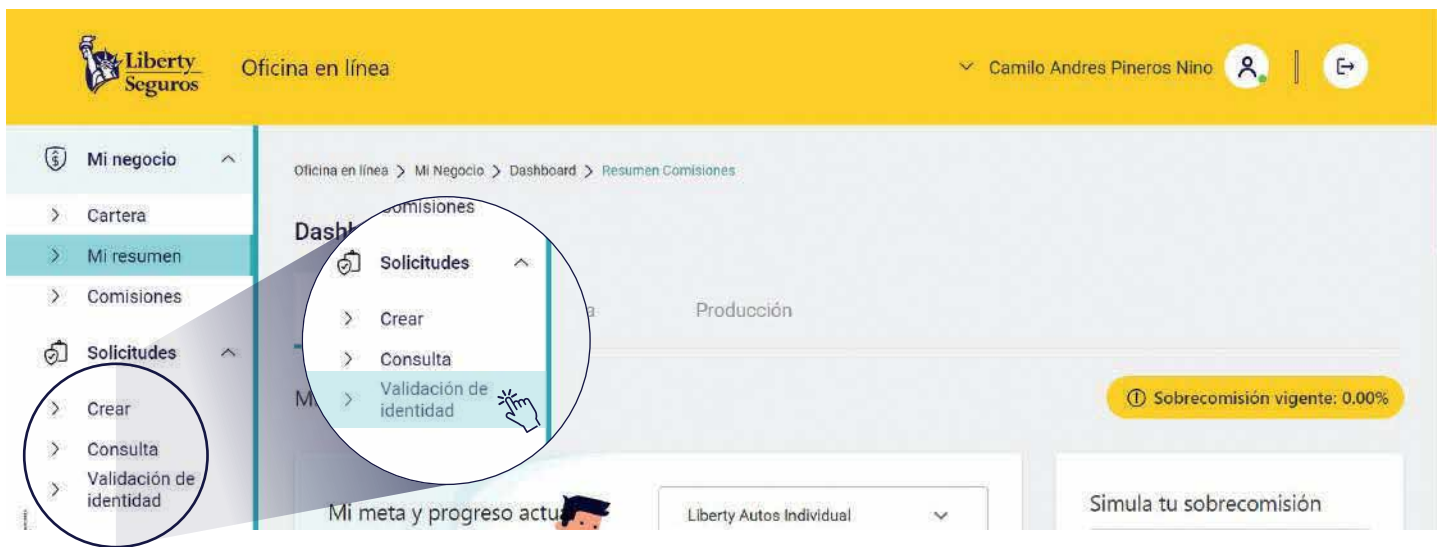 Liberty
Seguros
Oficina en línea
Camilo Andres Pineros Nino
Mi negocio
Cartera
Mi resumen
Comisiones
Solicitudes
Crear
Consulta
Validación de
identidad
Oficina en línea > Mi Negocio > Dashboard > Resumen Comisiones
Comisiones
Solicitudes
Crear
Consulta
Validación de
identidad
Producción
Sobrecomisión vigente: 0.00%
Mi meta y progreso actua
Liberty Autos Individual
Simula tu sobrecomisión